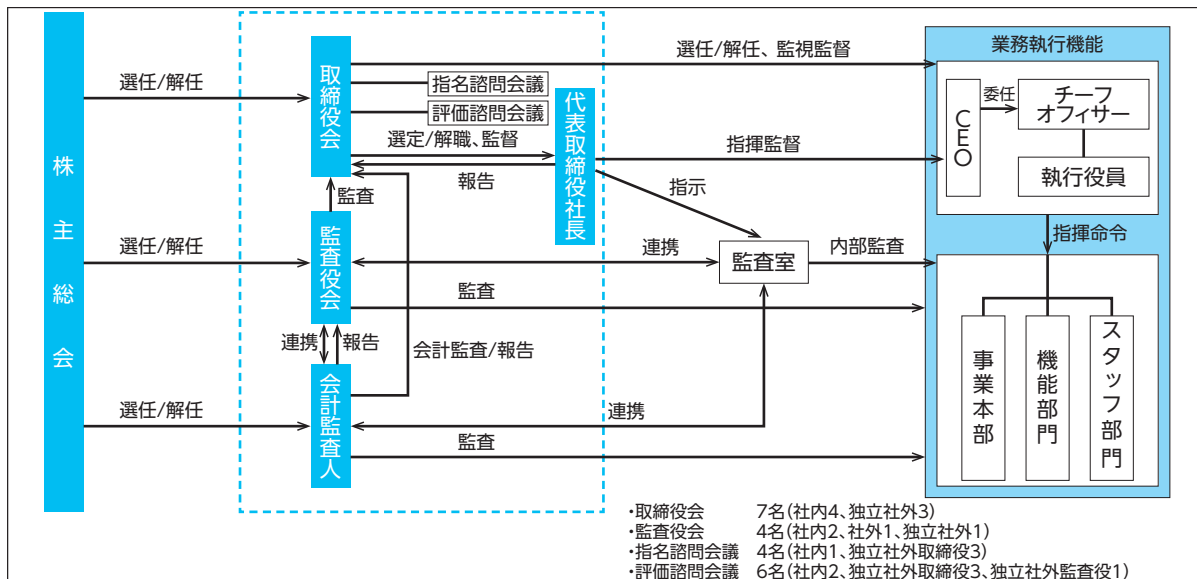 株主総会
選任/解任
選任/解任
選任/解任
取締役会
指名諮問会議
評価諮問会議
選定/解職、監督
報告
代表取締役社長
監査
監査役会
連携
報告
会計監査/報告
会計監査人
選任/解任、監視監督
指揮監督
指示
連携
監査室
内部監査
監査
連携
監査
業務執行機能
CEO
委任
チーフ
オフィサー
執行役員
指揮命令
事業本部
機能部門
スタッフ部門
・取締役会 7名(社内4、独立社外3)
・監査役会 4名(社内2、社外1、独立社外1)
・指名諮問会議 4名(社内1、独立社外取締役3)
・評価諮問会議 6名(社内2、独立社外取締役3、独立社外監査役1)